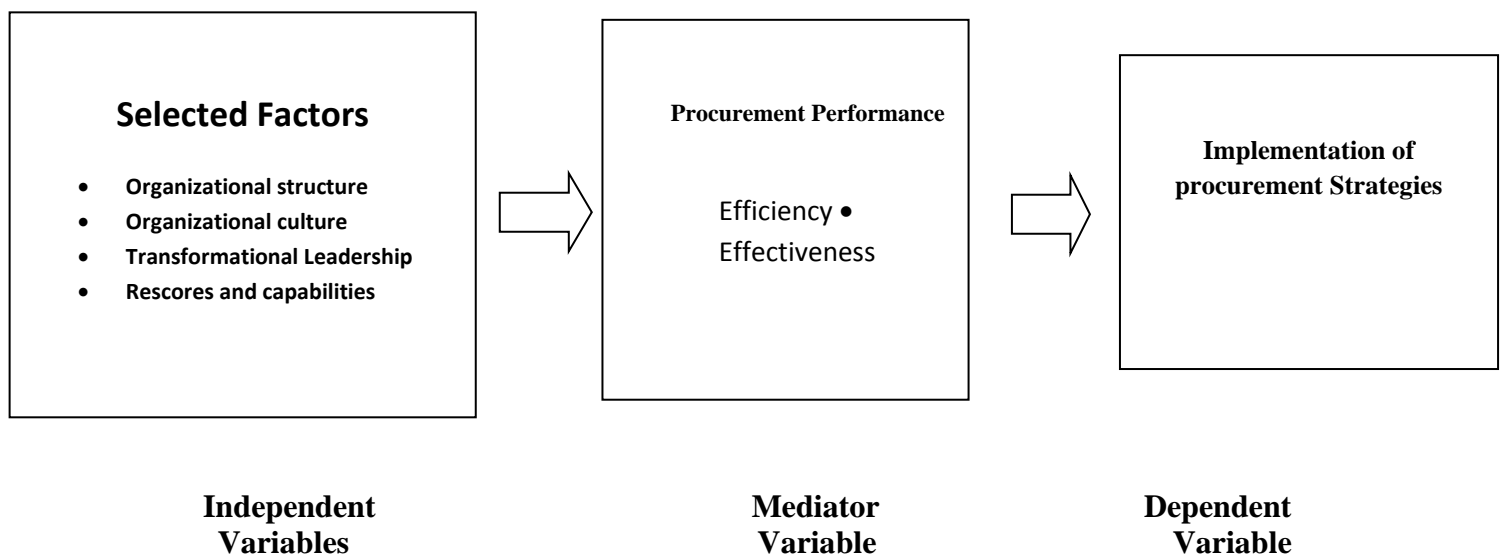 Selected Factors
• Organizational structure
• Organizational culture
• Transformational Leadership
• Rescores and capabilities
Procurement Performance
Efficiency •
Effectiveness
Implementation of
procurement Strategies
Independent
Variables
Mediator
Variable
Dependent
Variable